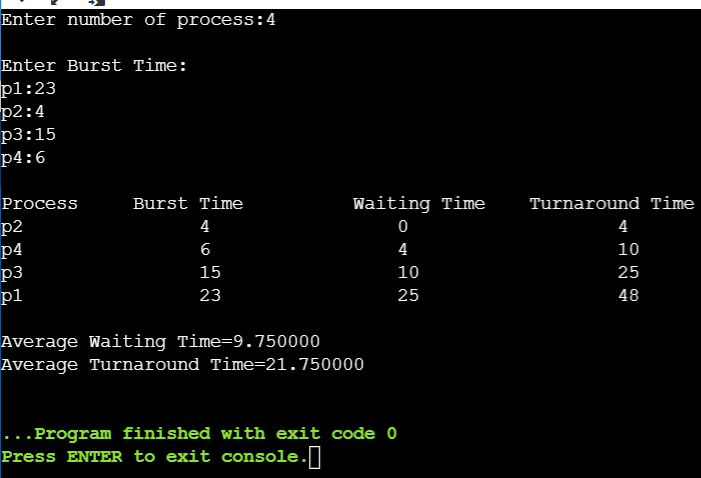 Enter number of process:4
Enter Burst Time:
p1:23
p2:4
p3:15
p4:6
Process Burst Time Waiting Time Turnaround Time
p2 4 0 4
p4 6 4 10
p3 15 10 25
p1 23 25 48
Average Waiting Time=9.750000
Average Turnaround Time=21.750000
...Program finished with exit code 0
Press ENTER to exit console.